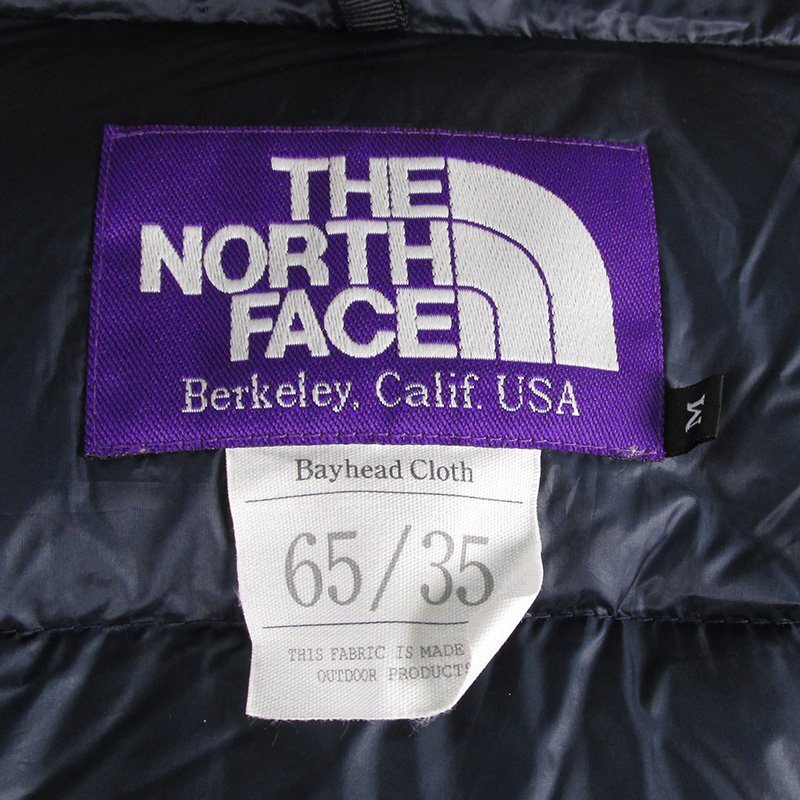 THE
NORTH
FACE
Berkeley, Calif. USA
M
Bayhead Cloth
65/35
THIS FABRIC IS MADE
OUTDOOR PRODUCTS